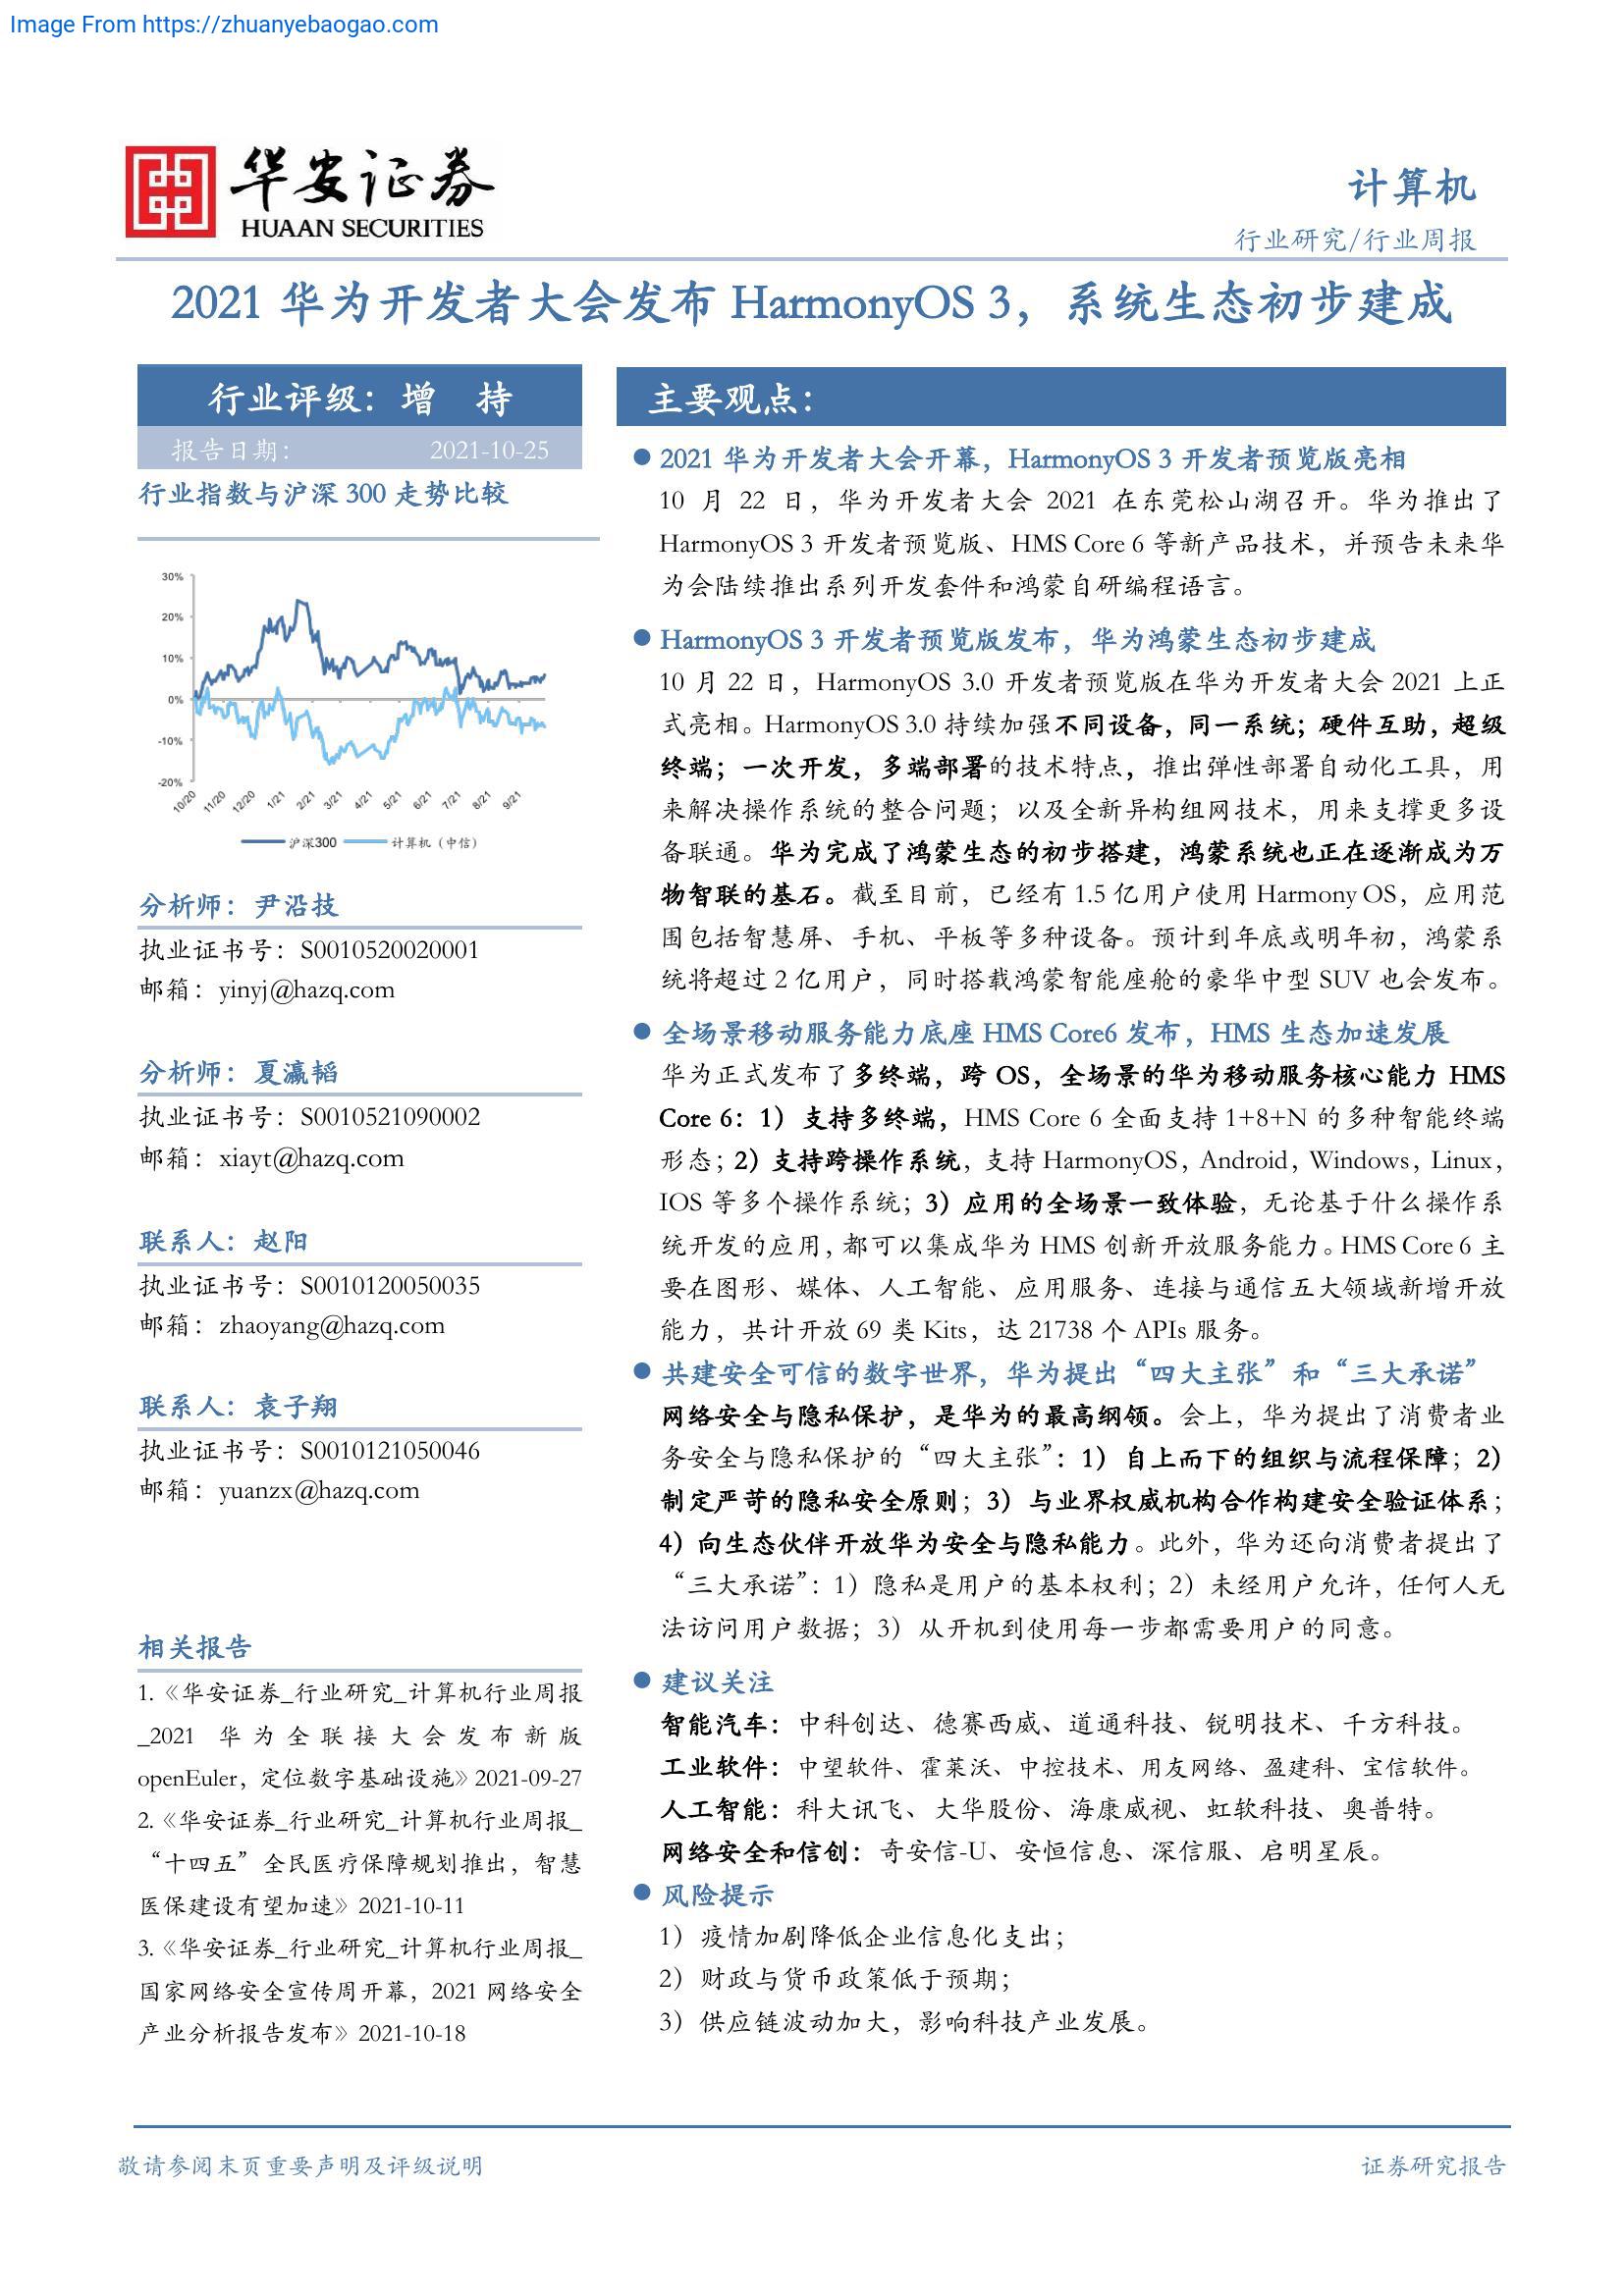 Image From https://zhuanyebaogao.com
华安证券
HUAAN SECURITIES
计算机
行业研究/行业周报
2021 华为开发者大会发布 HarmonyOS 3，系统生态初步建成
行业评级：增 持
报告日期： 2021-10-25
行业指数与沪深 300 走势比较
30%
20%
10%
0%
-10%
-20%
10/20 11/20 12/20 1/21 2/21 3/21 4/21 5/21 6/21 7/21 8/21 9/21
沪深300 计算机（中信）
分析师：尹沿技
执业证书号：S0010520020001
邮箱：yinyj@hazq.com
分析师：夏瀛韬
执业证书号：S0010521090002
邮箱：xiayt@hazq.com
联系人：赵阳
执业证书号：S0010120050035
邮箱：zhaoyang@hazq.com
联系人：袁子翔
执业证书号：S0010121050046
邮箱：yuanzx@hazq.com
相关报告
1.《华安证券_行业研究_计算机行业周报
_2021 华为全联接大会发布新版
openEuler，定位数字基础设施》2021-09-27
2.《华安证券_行业研究_计算机行业周报_
“十四五”全民医疗保障规划推出，智慧
医保建设有望加速》2021-10-11
3.《华安证券_行业研究_计算机行业周报_
国家网络安全宣传周开幕，2021 网络安全
产业分析报告发布》2021-10-18
主要观点：
● 2021 华为开发者大会开幕，HarmonyOS 3 开发者预览版亮相
10 月 22 日，华为开发者大会 2021 在东莞松山湖召开。华为推出了
HarmonyOS 3 开发者预览版、HMS Core 6 等新产品技术，并预告未来华
为会陆续推出系列开发套件和鸿蒙自研编程语言。
● HarmonyOS 3 开发者预览版发布，华为鸿蒙生态初步建成
10 月 22 日，HarmonyOS 3.0 开发者预览版在华为开发者大会 2021 上正
式亮相。HarmonyOS 3.0 持续加强不同设备，同一系统；硬件互助，超级
终端；一次开发，多端部署的技术特点，推出弹性部署自动化工具，用
来解决操作系统的整合问题；以及全新异构组网技术，用来支撑更多设
备联通。华为完成了鸿蒙生态的初步搭建，鸿蒙系统也正在逐渐成为万
物智联的基石。截至目前，已经有 1.5 亿用户使用 Harmony OS，应用范
围包括智慧屏、手机、平板等多种设备。预计到年底或明年初，鸿蒙系
统将超过 2 亿用户，同时搭载鸿蒙智能座舱的豪华中型 SUV 也会发布。
● 全场景移动服务能力底座 HMS Core6 发布，HMS 生态加速发展
华为正式发布了多终端，跨 OS，全场景的华为移动服务核心能力 HMS
Core 6：1）支持多终端，HMS Core 6 全面支持 1+8+N 的多种智能终端
形态；2）支持跨操作系统，支持 HarmonyOS，Android，Windows，Linux，
IOS 等多个操作系统；3）应用的全场景一致体验，无论基于什么操作系
统开发的应用，都可以集成华为 HMS 创新开放服务能力。HMS Core 6 主
要在图形、媒体、人工智能、应用服务、连接与通信五大领域新增开放
能力，共计开放 69 类 Kits，达 21738 个 APIs 服务。
● 共建安全可信的数字世界，华为提出“四大主张”和“三大承诺”
网络安全与隐私保护，是华为的最高纲领。会上，华为提出了消费者业
务安全与隐私保护的“四大主张”：1）自上而下的组织与流程保障；2）
制定严苛的隐私安全原则；3）与业界权威机构合作构建安全验证体系；
4）向生态伙伴开放华为安全与隐私能力。此外，华为还向消费者提出了
“三大承诺”：1）隐私是用户的基本权利；2）未经用户允许，任何人无
法访问用户数据；3）从开机到使用每一步都需要用户的同意。
● 建议关注
智能汽车：中科创达、德赛西威、道通科技、锐明技术、千方科技。
工业软件：中望软件、霍莱沃、中控技术、用友网络、盈建科、宝信软件。
人工智能：科大讯飞、大华股份、海康威视、虹软科技、奥普特。
网络安全和信创：奇安信-U、安恒信息、深信服、启明星辰。
● 风险提示
1）疫情加剧降低企业信息化支出；
2）财政与货币政策低于预期；
3）供应链波动加大，影响科技产业发展。
敬请参阅末页重要声明及评级说明
证券研究报告